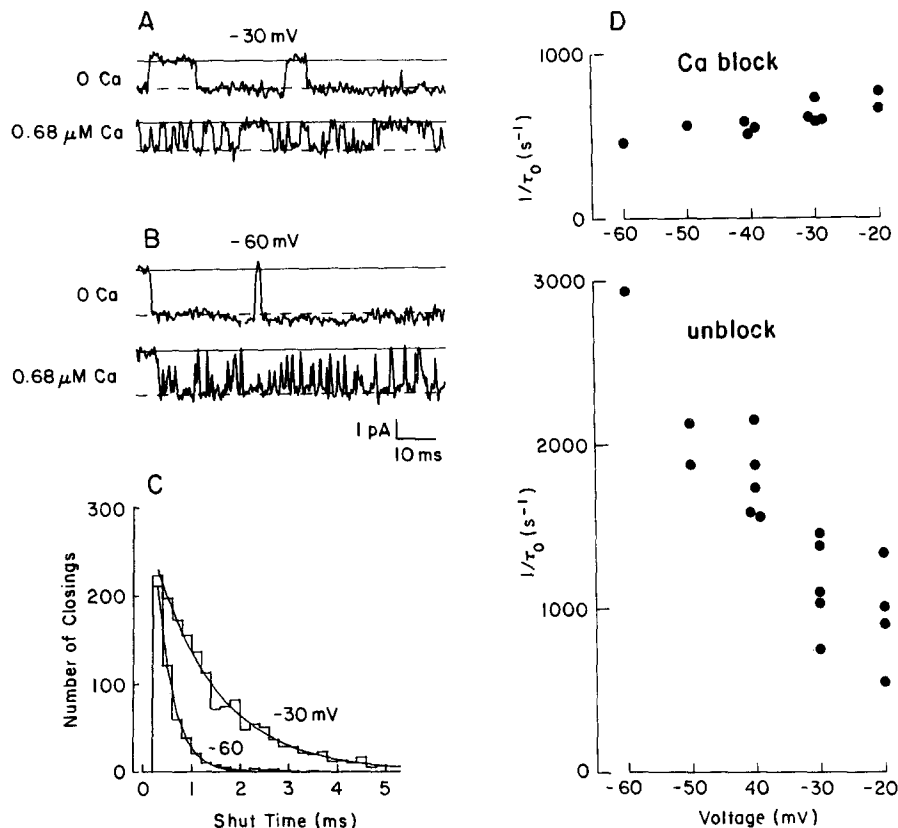 A
-30 mV
0 Ca
0.68 μM Ca
B
-60 mV
0 Ca
0.68 μM Ca
1 pA
10 ms
C
300
200
100
0
Number of Closings
-30 mV
-60
0 1 2 3 4 5
Shut Time (ms)
D
1000
0
1/τo (s⁻¹)
Ca block
-60 -50 -40 -30 -20
3000
2000
1000
0
1/τo (s⁻¹)
unblock
-60 -50 -40 -30 -20
Voltage (mV)